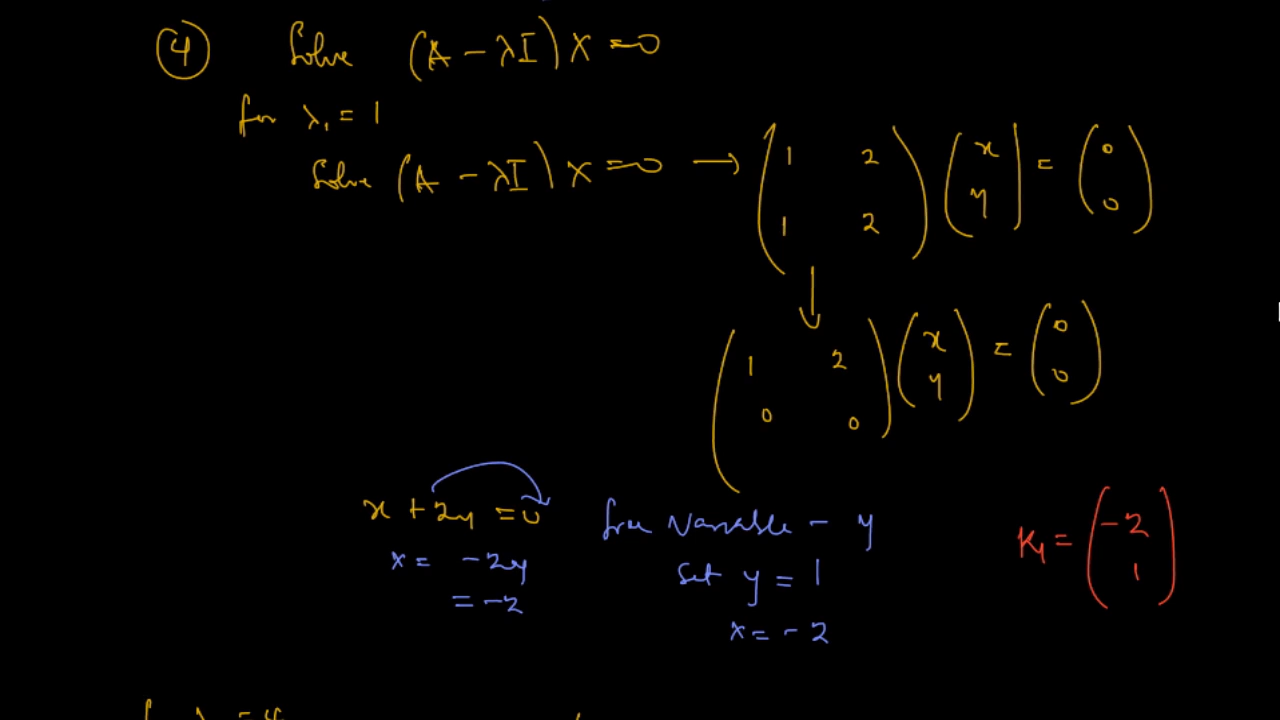 ④ Solve (A - λI) X = 0
for λ₁ = 1
Solve (A - λI) X = 0 → (1 2; 1 2) (x; y) = (0; 0)
↓
(1 2; 0 0) (x; y) = (0; 0)
x + 2y = 0 free variable - y
x = -2y set y = 1
= -2 x = -2
K₁ = (-2; 1)